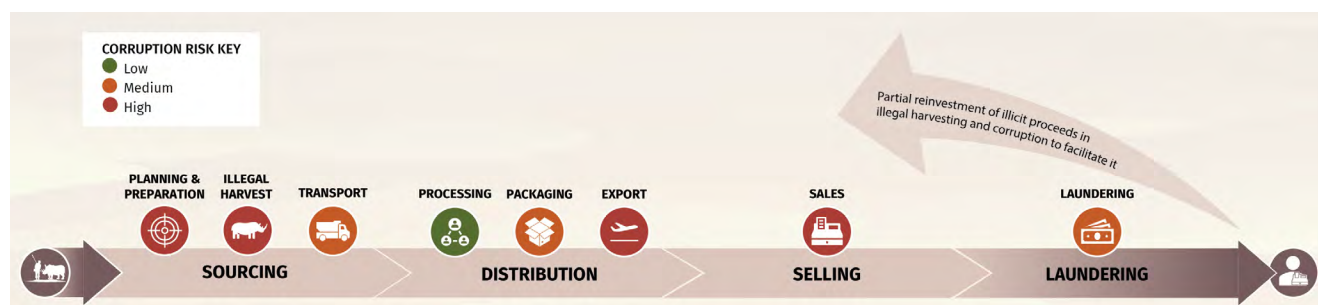 CORRUPTION RISK KEY
Low
Medium
High
Partial reinvestment of illicit proceeds in
illegal harvesting and corruption to facilitate it
PLANNING &
PREPARATION
ILLEGAL
HARVEST
TRANSPORT
PROCESSING
PACKAGING
EXPORT
SALES
LAUNDERING
SOURCING
DISTRIBUTION
SELLING
LAUNDERING